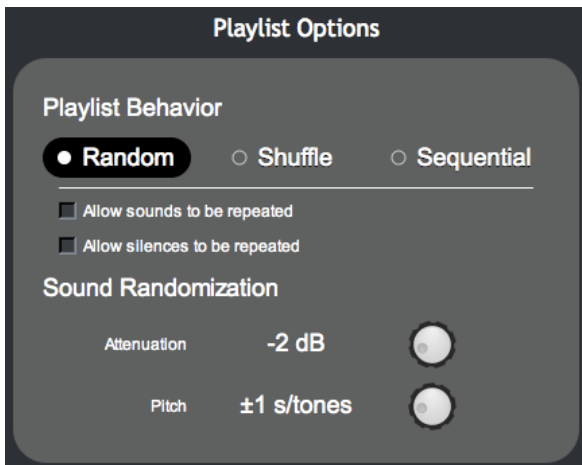 Playlist Options
Playlist Behavior
Random Shuffle Sequential
Allow sounds to be repeated
Allow silences to be repeated
Sound Randomization
Attenuation -2 dB
Pitch ±1 s/tones